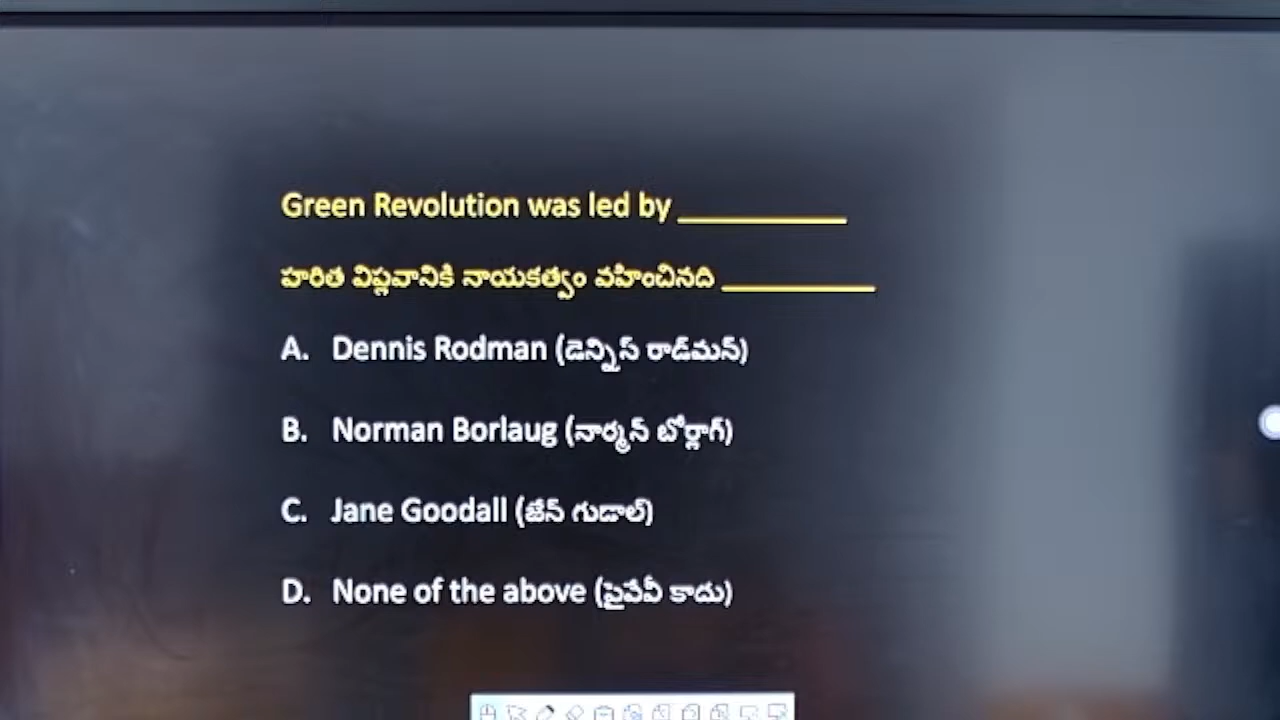 Green Revolution was led by ___________
హరిత విప్లవానికి నాయకత్వం వహించినది __________
A. Dennis Rodman (డెన్నిస్ రాడ్‌మన్)
B. Norman Borlaug (నార్మన్ బోర్లాగ్)
C. Jane Goodall (జేన్ గుడాల్)
D. None of the above (పైవేవీ కాదు)